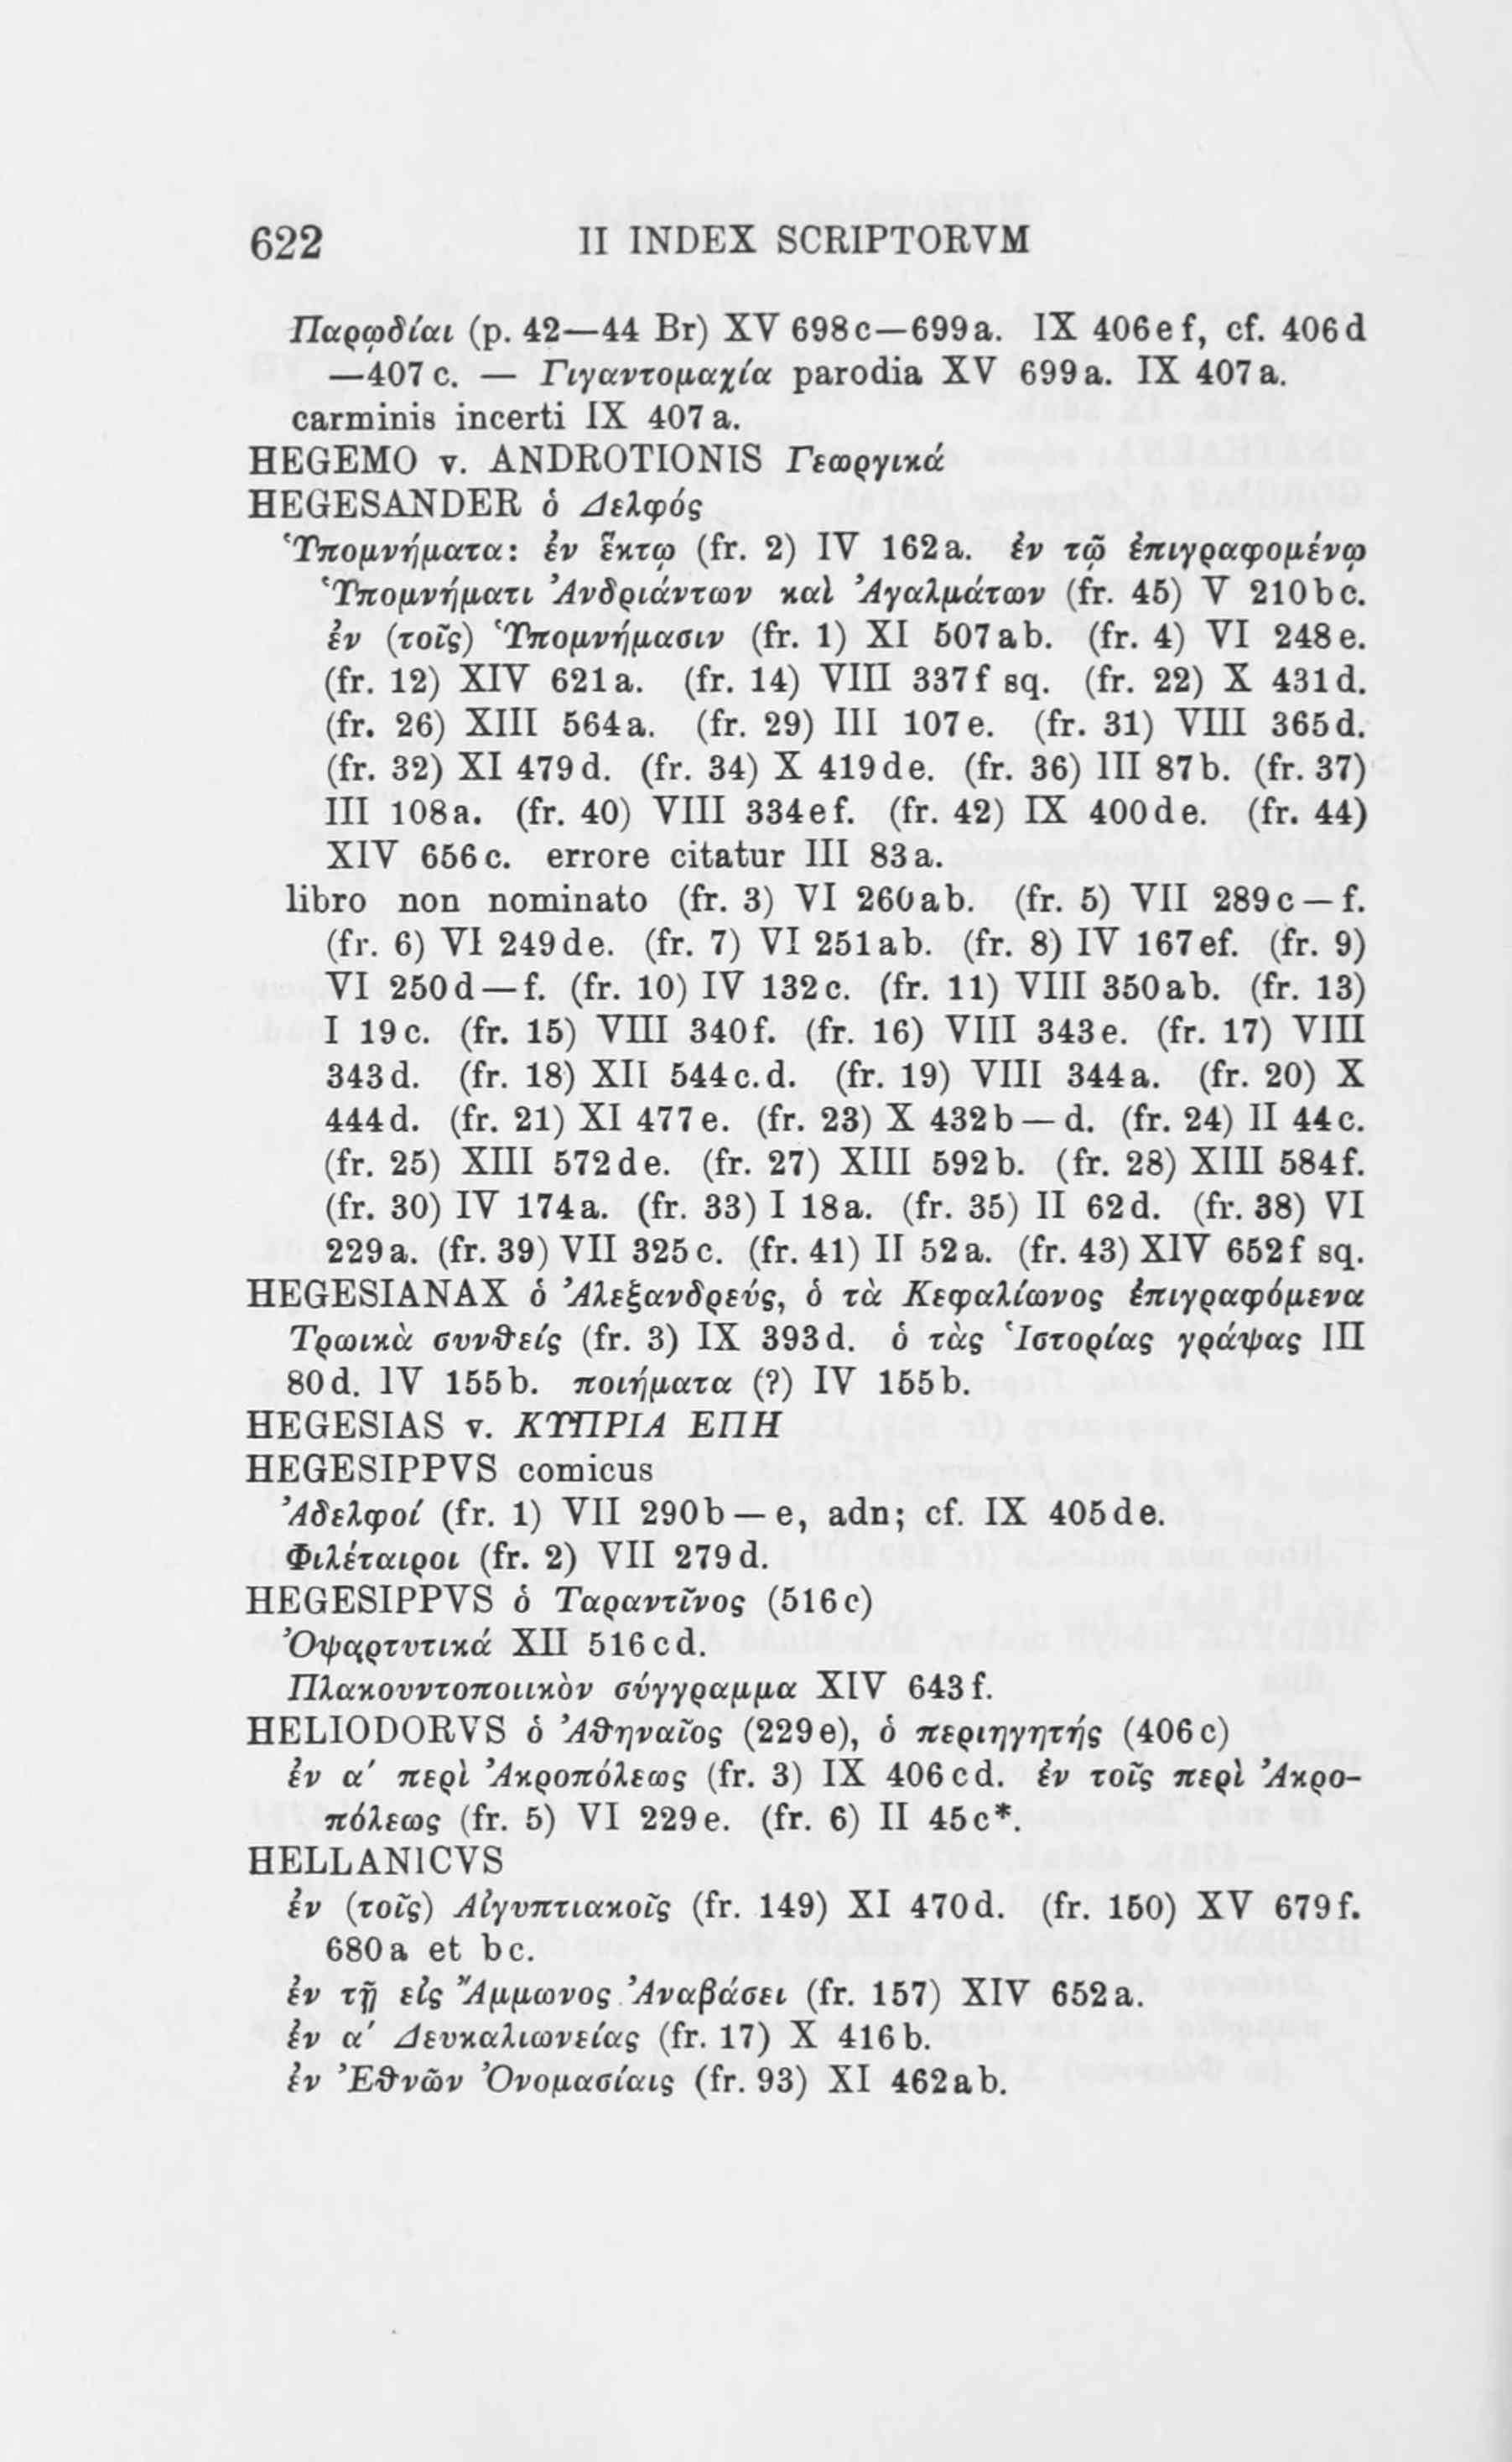 622 II INDEX SCRIPTORVM
Παρῳδίαι (p. 42—44 Br) XV 698c—699a. IX 406ef, cf. 406d
—407c. — Γιγαντομαχία parodia XV 699a. IX 407a.
carminis incerti IX 407a.
HEGEMO v. ANDROTIONIS Γεωργικά
HEGESANDER ὁ Δελφός
Ὑπομνήματα: ἐν ἕκτῳ (fr. 2) IV 162a. ἐν τῷ ἐπιγραφομένῳ
Ὑπομνήματι Ἀνδριάντων καὶ Ἀγαλμάτων (fr. 45) V 210bc.
ἐν (τοῖς) Ὑπομνήμασιν (fr. 1) XI 507ab. (fr. 4) VI 248e.
(fr. 12) XIV 621a. (fr. 14) VIII 337f sq. (fr. 22) X 431d.
(fr. 26) XIII 564a. (fr. 29) III 107e. (fr. 31) VIII 365d.
(fr. 32) XI 479d. (fr. 34) X 419de. (fr. 36) III 87b. (fr. 37)
III 108a. (fr. 40) VIII 334ef. (fr. 42) IX 400de. (fr. 44)
XIV 656c. errore citatur III 83a.
libro non nominato (fr. 3) VI 260ab. (fr. 5) VII 289c—f.
(fr. 6) VI 249de. (fr. 7) VI 251ab. (fr. 8) IV 167ef. (fr. 9)
VI 250d—f. (fr. 10) IV 132c. (fr. 11) VIII 350ab. (fr. 13)
I 19c. (fr. 15) VIII 340f. (fr. 16) VIII 343e. (fr. 17) VIII
343d. (fr. 18) XII 544c.d. (fr. 19) VIII 344a. (fr. 20) X
444d. (fr. 21) XI 477e. (fr. 23) X 432b—d. (fr. 24) II 44c.
(fr. 25) XIII 572de. (fr. 27) XIII 592b. (fr. 28) XIII 584f.
(fr. 30) IV 174a. (fr. 33) I 18a. (fr. 35) II 62d. (fr. 38) VI
229a. (fr. 39) VII 325c. (fr. 41) II 52a. (fr. 43) XIV 652f sq.
HEGESIANAX ὁ Ἀλεξανδρεύς, ὁ τὰ Κεφαλίωνος ἐπιγραφόμενα
Τρωικὰ συνθείς (fr. 3) IX 393d. ὁ τὰς Ἱστορίας γράψας III
80d. IV 155b. ποιήματα (?) IV 155b.
HEGESIAS v. ΚΥΠΡΙΑ ΕΠΗ
HEGESIPPVS comicus
Ἀδελφοί (fr. 1) VII 290b—e, adn; cf. IX 405de.
Φιλέταιροι (fr. 2) VII 279d.
HEGESIPPVS ὁ Ταραντῖνος (516c)
Ὀψαρτυτικά XII 516cd.
Πλακουντοποιικὸν σύγγραμμα XIV 643f.
HELIODORVS ὁ Ἀθηναῖος (229e), ὁ περιηγητής (406c)
ἐν α′ περὶ Ἀκροπόλεως (fr. 3) IX 406cd. ἐν τοῖς περὶ Ἀκρο-
πόλεως (fr. 5) VI 229e. (fr. 6) II 45c*.
HELLANICVS
ἐν (τοῖς) Αἰγυπτιακοῖς (fr. 149) XI 470d. (fr. 150) XV 679f.
680a et bc.
ἐν τῇ εἰς Ἄμμωνος Ἀναβάσει (fr. 157) XIV 652a.
ἐν α′ Δευκαλιωνείας (fr. 17) X 416b.
ἐν Ἐθνῶν Ὀνομασίαις (fr. 93) XI 462ab.